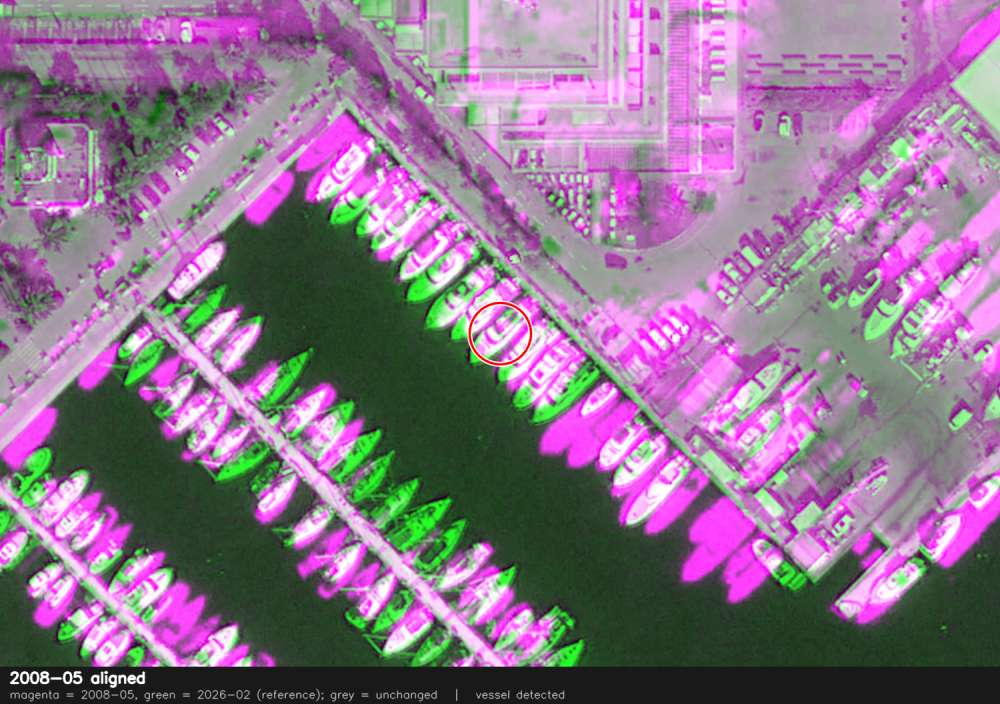 2008-05 aligned
magenta = 2008-05, green = 2026-02 (reference); grey = unchanged | vessel detected